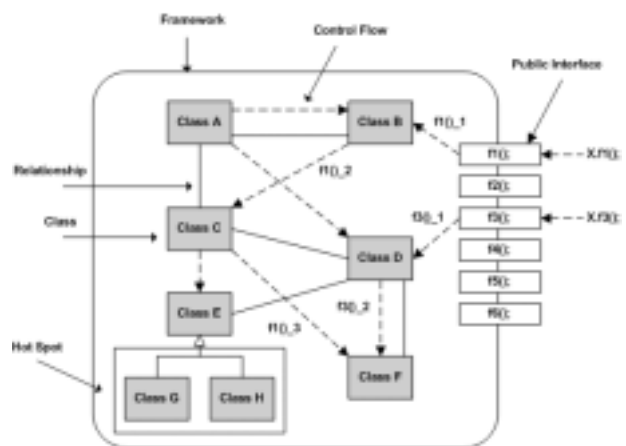 Framework
Control Flow
Public Interface
Class A
Class B
f1()_1
f1();
X.f1();
f1()_2
f2();
Relationship
Class
Class C
f3()_1
f3();
X.f3();
f4();
Class D
f5();
Class E
f3()_2
f6();
f1()_3
Hot Spot
Class F
Class G
Class H